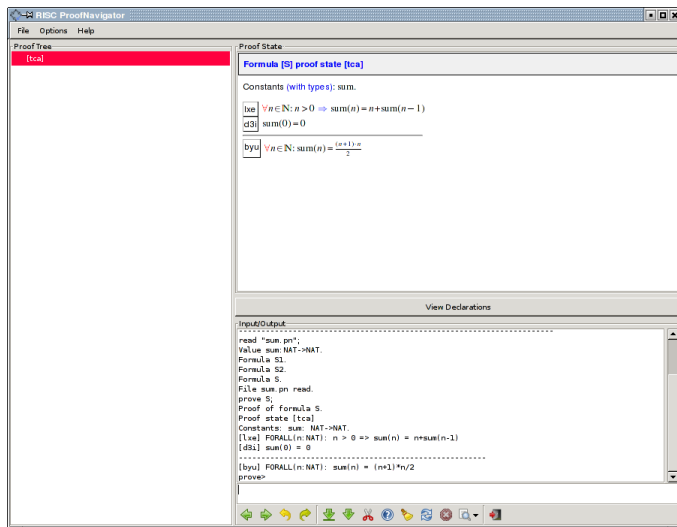 RISC ProofNavigator
File Options Help
Proof Tree
[tca]
Proof State
Formula [S] proof state [tca]
Constants (with types): sum.
lxe ∀n∈ℕ: n > 0 ⇒ sum(n) = n+sum(n−1)
d3i sum(0) = 0
byu ∀n∈ℕ: sum(n) = (n+1)·n/2
View Declarations
Input/Output
read "sum.pn";
Value sum:NAT->NAT.
Formula S1.
Formula S2.
Formula S.
File sum.pn read.
prove S;
Proof of formula S.
Proof state [tca]
Constants: sum: NAT->NAT.
[lxe] FORALL(n:NAT): n > 0 => sum(n) = n+sum(n-1)
[d3i] sum(0) = 0
[byu] FORALL(n:NAT): sum(n) = (n+1)*n/2
prove>